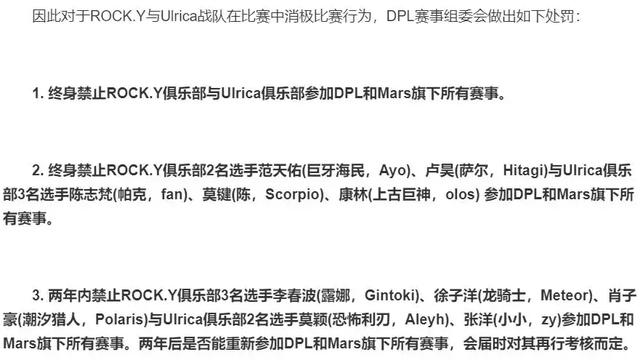 因此对于ROCK.Y与Ulrica战队在比赛中消极比赛行为，DPL赛事组委会做出如下处罚：
1. 终身禁止ROCK.Y俱乐部与Ulrica俱乐部参加DPL和Mars旗下所有赛事。
2. 终身禁止ROCK.Y俱乐部2名选手范天佑(巨牙海民，Ayo)、卢昊(萨尔，Hitagi)与Ulrica俱乐
部3名选手陈志梵(帕克，fan)、莫键(陈，Scorpio)、康林(上古巨神，olos) 参加DPL和Mars旗下所
有赛事。
3. 两年内禁止ROCK.Y俱乐部3名选手李春波(露娜，Gintoki)、徐子洋(龙骑士，Meteor)、肖子
豪(潮汐猎人，Polaris)与Ulrica俱乐部2名选手莫颖(恐怖利刃，Aleyh)、张洋(小小，zy)参加DPL和
Mars旗下所有赛事。两年后是否能重新参加DPL和Mars旗下赛事，会届时对其再行考核而定。